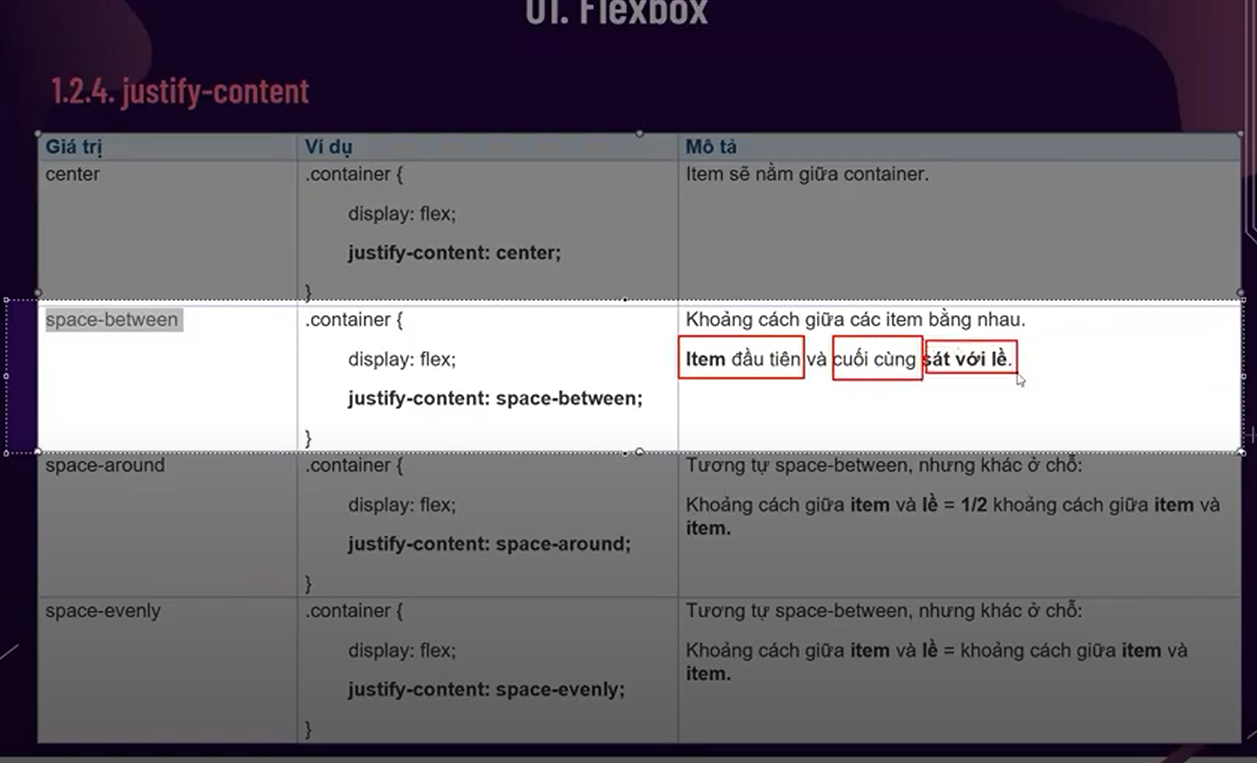 01. Flexbox
1.2.4. justify-content
Giá trị
Ví dụ
Mô tả
center
.container {
display: flex;
justify-content: center;
}
Item sẽ nằm giữa container.
space-between
.container {
display: flex;
justify-content: space-between;
}
Khoảng cách giữa các item bằng nhau.
Item đầu tiên và cuối cùng sát với lề.
space-around
.container {
display: flex;
justify-content: space-around;
}
Tương tự space-between, nhưng khác ở chỗ:
Khoảng cách giữa item và lề = 1/2 khoảng cách giữa item và
item.
space-evenly
.container {
display: flex;
justify-content: space-evenly;
}
Tương tự space-between, nhưng khác ở chỗ:
Khoảng cách giữa item và lề = khoảng cách giữa item và
item.